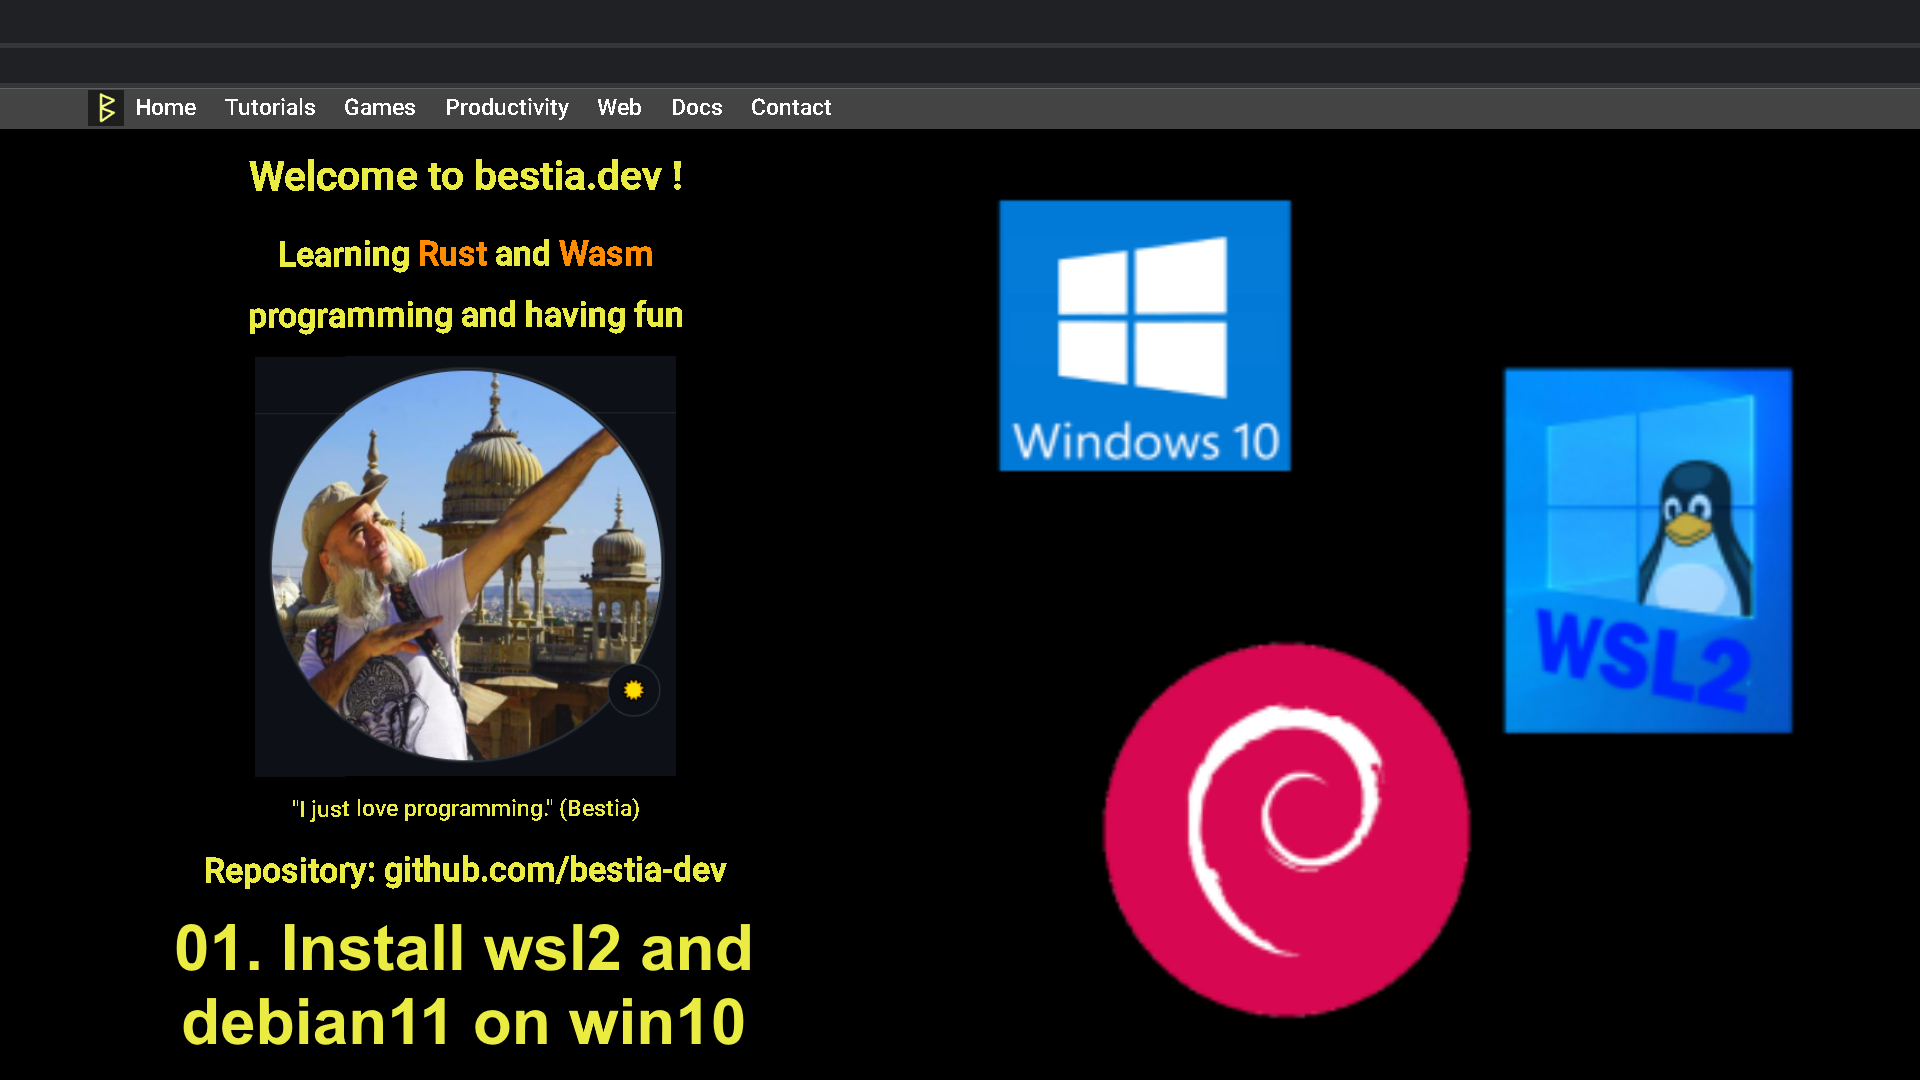 Home Tutorials Games Productivity Web Docs Contact
Welcome to bestia.dev !
Learning Rust and Wasm
programming and having fun
"I just love programming." (Bestia)
Repository: github.com/bestia-dev
01. Install wsl2 and
debian11 on win10
Windows 10
WSL2